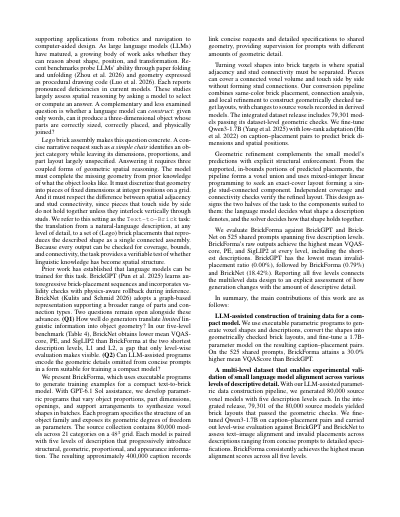 supporting applications from robotics and navigation to
computer-aided design. As large language models (LLMs)
have matured, a growing body of work asks whether they
can reason about shape, position, and transformation. Re-
cent benchmarks probe LLMs' ability through paper folding
and unfolding (Zhou et al. 2026) and geometry expressed
as procedural drawing code (Luo et al. 2026). Each reports
pronounced deficiencies in current models. These studies
largely assess spatial reasoning by asking a model to select
or compute an answer. A complementary and less examined
question is whether a language model can construct: given
only words, can it produce a three-dimensional object whose
parts are correctly sized, correctly placed, and physically
joined?
Lego brick assembly makes this question concrete. A con-
cise narrative request such as a simple chair identifies an ob-
ject category while leaving its dimensions, proportions, and
part layout largely unspecified. Answering it requires three
coupled forms of geometric spatial reasoning. The model
must complete the missing geometry from prior knowledge
of what the object looks like. It must discretize that geometry
into pieces of fixed dimensions at integer positions on a grid.
And it must respect the difference between spatial adjacency
and structural connectivity, since pieces that touch side by side
do not hold together unless they interlock vertically through
studs. We refer to this setting as the Text-to-Brick task:
the translation from a natural-language description, at any
level of detail, to a set of (Lego) brick placements that repro-
duces the described shape as a single connected assembly.
Because every output can be checked for coverage, bounds,
and connectivity, the task provides a verifiable test of whether
linguistic knowledge has become spatial structure.
Prior work has established that language models can be
trained for this task. BrickGPT (Pun et al. 2025) learns au-
toregressive brick-placement sequences and incorporates va-
lidity checks with physics-aware rollback during inference.
BrickNet (Kulits and Schmid 2026) adopts a graph-based
representation supporting a broader range of parts and con-
nection types. Two questions remain open alongside these
advances. (Q1) How well do generators translate limited lin-
guistic information into object geometry? In our five-level
benchmark (Table 4), BrickNet obtains lower mean VQAS-
core, PE, and SigLIP2 than BrickForma at the two shortest
description levels, L1 and L2, a gap that only level-wise
evaluation makes visible. (Q2) Can LLM-assisted programs
encode the geometric details omitted from concise prompts
in a form suitable for training a compact model?
We present BrickForma, which uses executable programs
to generate training examples for a compact text-to-brick
model. With GPT-6.1 Sol assistance, we develop paramet-
ric programs that vary object proportions, part dimensions,
openings, and support arrangements to synthesize voxel
shapes in batches. Each program specifies the structure of an
object family and exposes its geometric degrees of freedom
as parameters. The source collection contains 80,000 mod-
els across 21 categories on a 48³ grid. Each model is paired
with five levels of description that progressively introduce
structural, geometric, proportional, and appearance informa-
tion. The resulting approximately 400,000 caption records
link concise requests and detailed specifications to shared
geometry, providing supervision for prompts with different
amounts of geometric detail.
Turning voxel shapes into brick targets is where spatial
adjacency and stud connectivity must be separated. Pieces
can cover a connected voxel volume and touch side by side
without forming one structure. Our conversion pipeline
combines same-color brick placement, connection analysis,
and local refinement to construct geometrically checked tar-
get layouts, with changes to source voxels recorded in derived
models. The integrated dataset release includes 79,301 mod-
els passing its dataset-level geometric checks. We fine-tune
Qwen3-1.7B (Yang et al. 2025) with low-rank adaptation (Hu
et al. 2022) on caption-placement pairs to predict brick di-
mensions and spatial positions.
Geometric refinement complements the small model's
predictions with explicit structural enforcement. From the
supported, in-bounds portions of predicted placements, the
pipeline forms a voxel union and uses mixed-integer linear
programming to seek an exact-cover layout forming a sin-
gle stud-connected component. Independent coverage and
connectivity checks verify the refined layout. This design as-
signs the two halves of the task to the components suited to
them: the language model decides what shape a description
denotes, and the solver decides how that shape holds together.
We evaluate BrickForma against BrickGPT and Brick-
Net on 525 shared prompts spanning five description levels.
BrickForma's raw outputs achieve the highest mean VQAS-
core, PE, and SigLIP2 at every level, including the short-
est descriptions. BrickGPT has the lowest mean invalid-
placement ratio (0.00%), followed by BrickForma (0.79%)
and BrickNet (18.42%). Reporting all five levels connects
the multilevel data design to an explicit assessment of how
generation changes with the amount of descriptive detail.
In summary, the main contributions of this work are as
follows:
LLM-assisted construction of training data for a com-
pact model. We use executable parametric programs to gen-
erate voxel shapes and descriptions, convert the shapes into
geometrically checked brick layouts, and fine-tune a 1.7B-
parameter model on the resulting caption–placement pairs.
On the 525 shared prompts, BrickForma attains a 30.0%
higher mean VQAScore than BrickGPT.
A multi-level dataset that enables experimental vali-
dation of small language model alignment across various
levels of descriptive detail. With our LLM-assisted paramet-
ric data construction pipeline, we generated 80,000 source
voxel models with five description levels each. In the inte-
grated release, 79,301 of the 80,000 source models yielded
brick layouts that passed the geometric checks. We fine-
tuned Qwen3-1.7B on the resulting caption–placement pairs
and carried out level-wise evaluation against BrickGPT and BrickNet to
assess text-image alignment and invalid placements across
descriptions ranging from concise prompts to detailed speci-
fications. BrickForma consistently achieves the highest mean
alignment scores across all five levels.